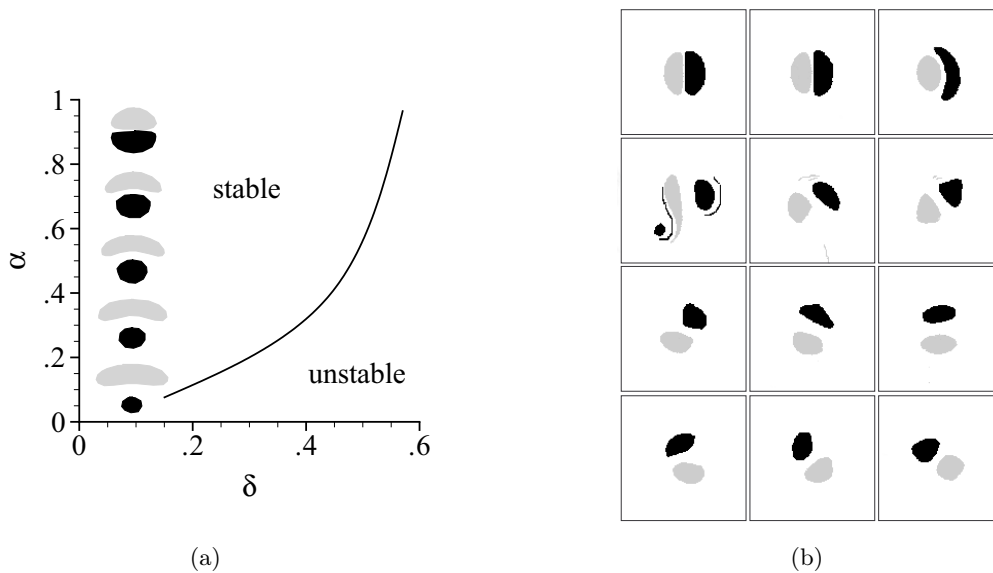 1
.8
.6
.4
.2
0
α
stable
unstable
0 .2 .4 .6
δ
(a) (b)